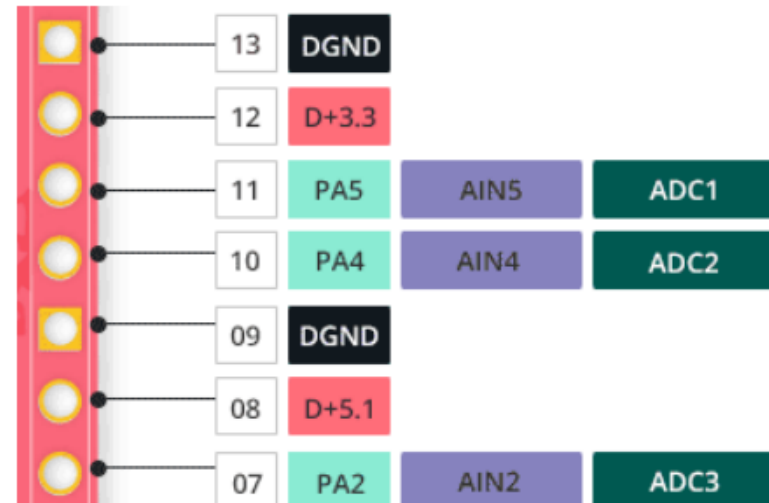 13 DGND
12 D+3.3
11 PA5 AIN5 ADC1
10 PA4 AIN4 ADC2
09 DGND
08 D+5.1
07 PA2 AIN2 ADC3